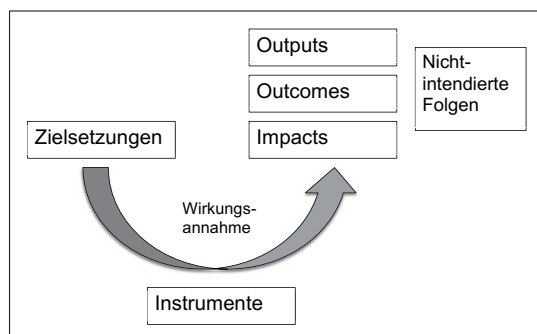 Outputs
Nicht-
intendierte
Folgen
Outcomes
Zielsetzungen
Impacts
Wirkungs-
annahme
Instrumente